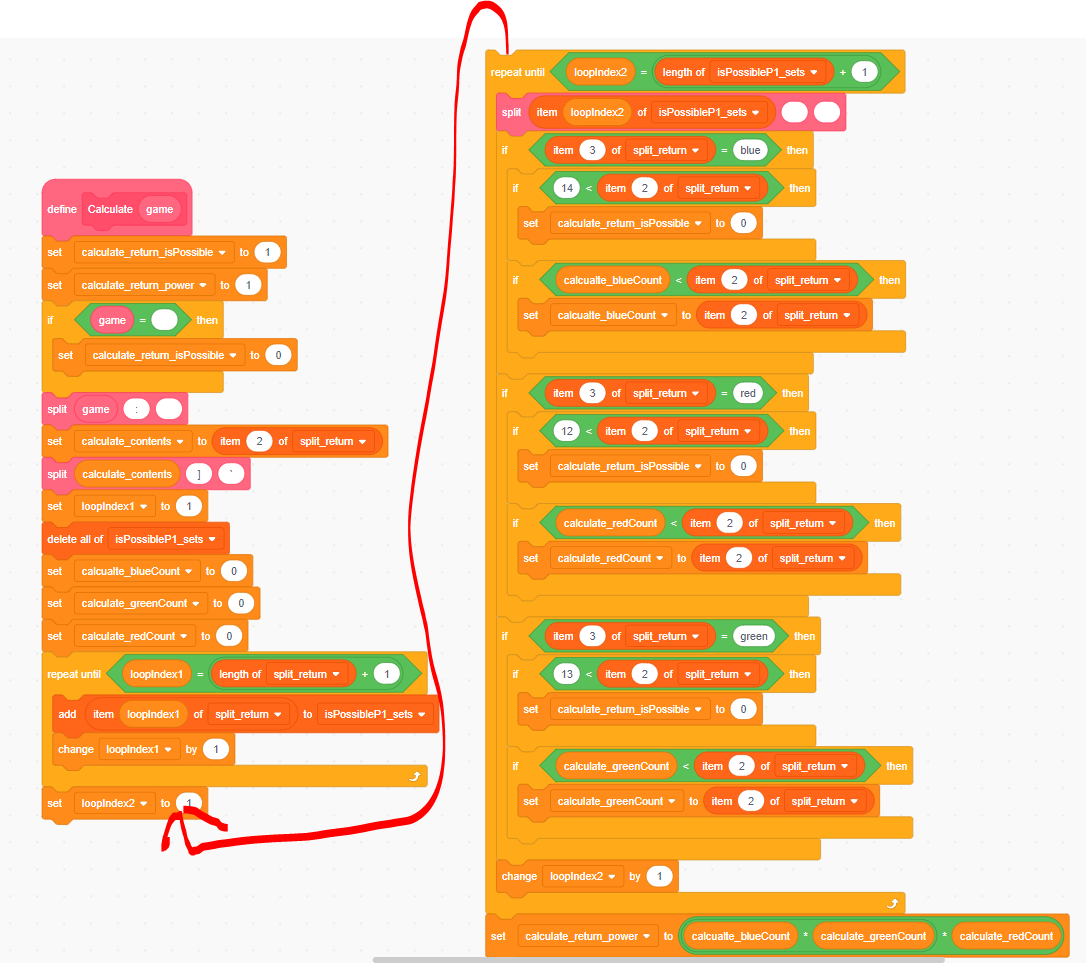 define Calculate game
set calculate_return_isPossible to 1
set calculate_return_power to 1
if game = then
set calculate_return_isPossible to 0
split game :
set calculate_contents to item 2 of split_return
split calculate_contents ] `
set loopIndex1 to 1
delete all of isPossibleP1_sets
set calcualte_blueCount to 0
set calculate_greenCount to 0
set calculate_redCount to 0
repeat until loopIndex1 = length of split_return + 1
add item loopIndex1 of split_return to isPossibleP1_sets
change loopIndex1 by 1
set loopIndex2 to 1
repeat until loopIndex2 = length of isPossibleP1_sets + 1
split item loopIndex2 of isPossibleP1_sets
if item 3 of split_return = blue then
if 14 < item 2 of split_return then
set calculate_return_isPossible to 0
if calcualte_blueCount < item 2 of split_return then
set calcualte_blueCount to item 2 of split_return
if item 3 of split_return = red then
if 12 < item 2 of split_return then
set calculate_return_isPossible to 0
if calculate_redCount < item 2 of split_return then
set calculate_redCount to item 2 of split_return
if item 3 of split_return = green then
if 13 < item 2 of split_return then
set calculate_return_isPossible to 0
if calculate_greenCount < item 2 of split_return then
set calculate_greenCount to item 2 of split_return
change loopIndex2 by 1
set calculate_return_power to calcualte_blueCount * calculate_greenCount * calculate_redCount